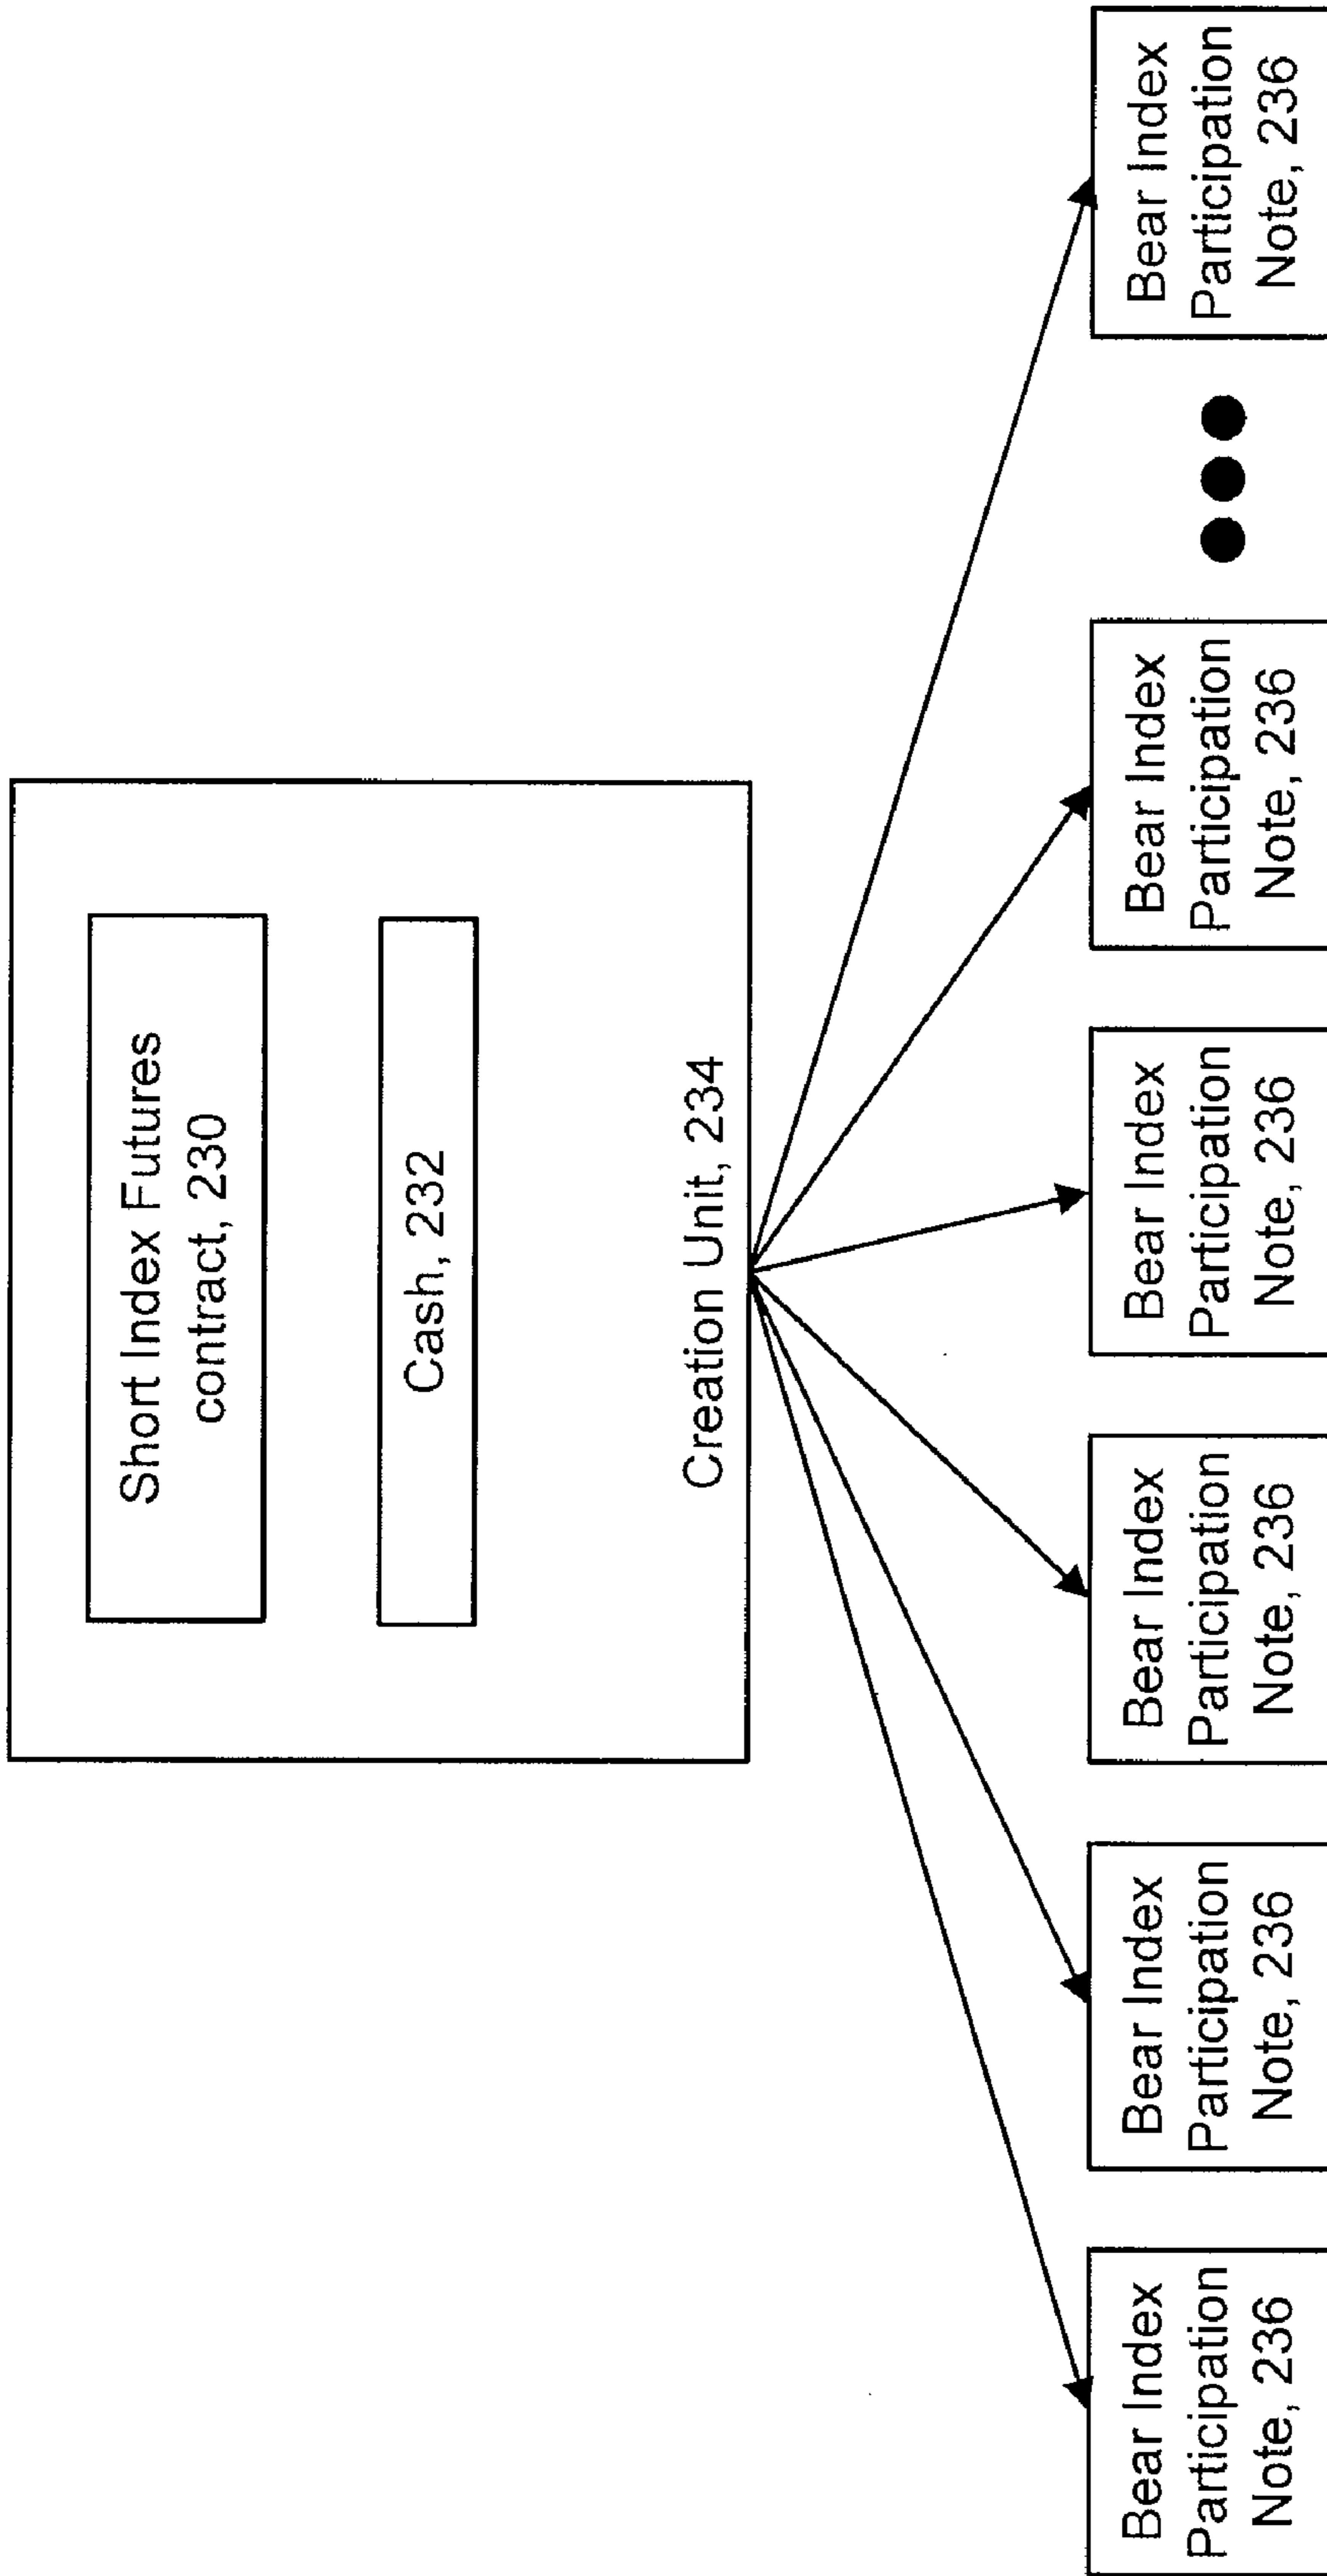 Short Index Futures
contract, 230
Cash, 232
Creation Unit, 234
Bear Index
Participation
Note, 236
Bear Index
Participation
Note, 236
Bear Index
Participation
Note, 236
Bear Index
Participation
Note, 236
Bear Index
Participation
Note, 236
Bear Index
Participation
Note, 236